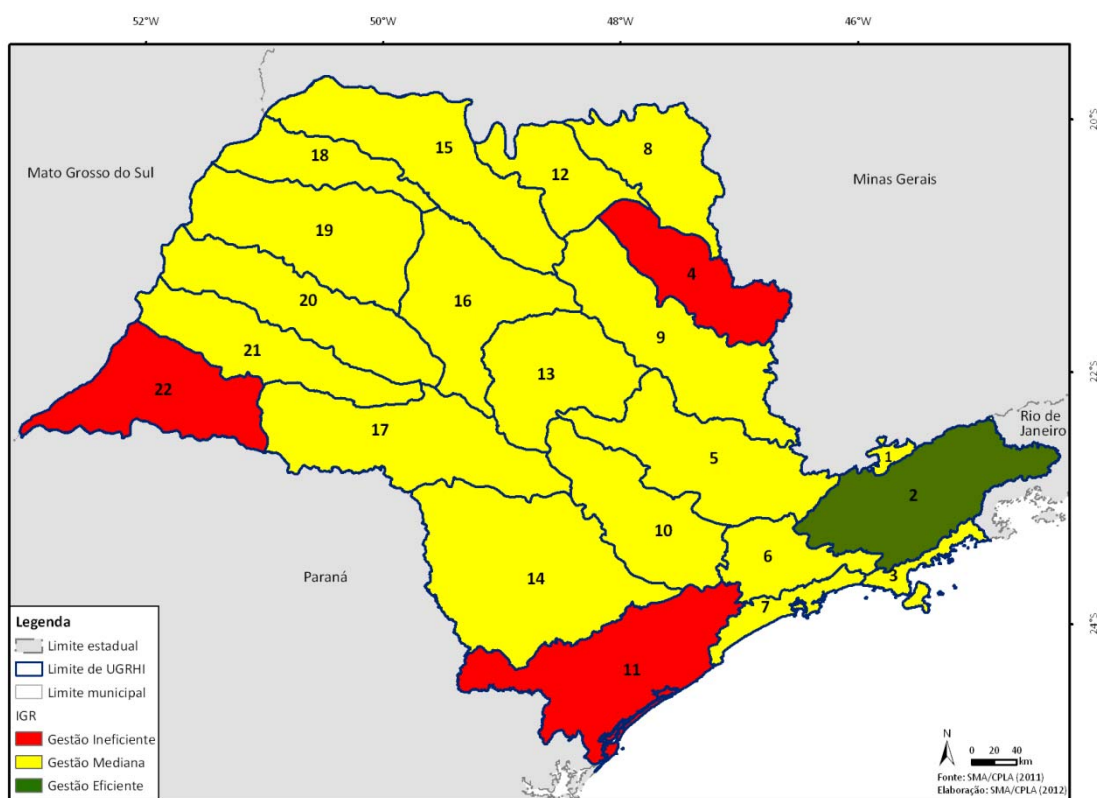 52°W 50°W 48°W 46°W
20°S
Mato Grosso do Sul
Minas Gerais
15
8
18
12
19
4
16
20
9
21
13
22°S
22
Rio de
Janeiro
17
1
5
2
10
6
14
3
Paraná
7
24°S
11
Legenda
Limite estadual
Limite de UGRHI
Limite municipal
IGR
Gestão Ineficiente
Gestão Mediana
Gestão Eficiente
N
0 20 40
km
Fonte: SMA/CPLA (2011)
Elaboração: SMA/CPLA (2012)